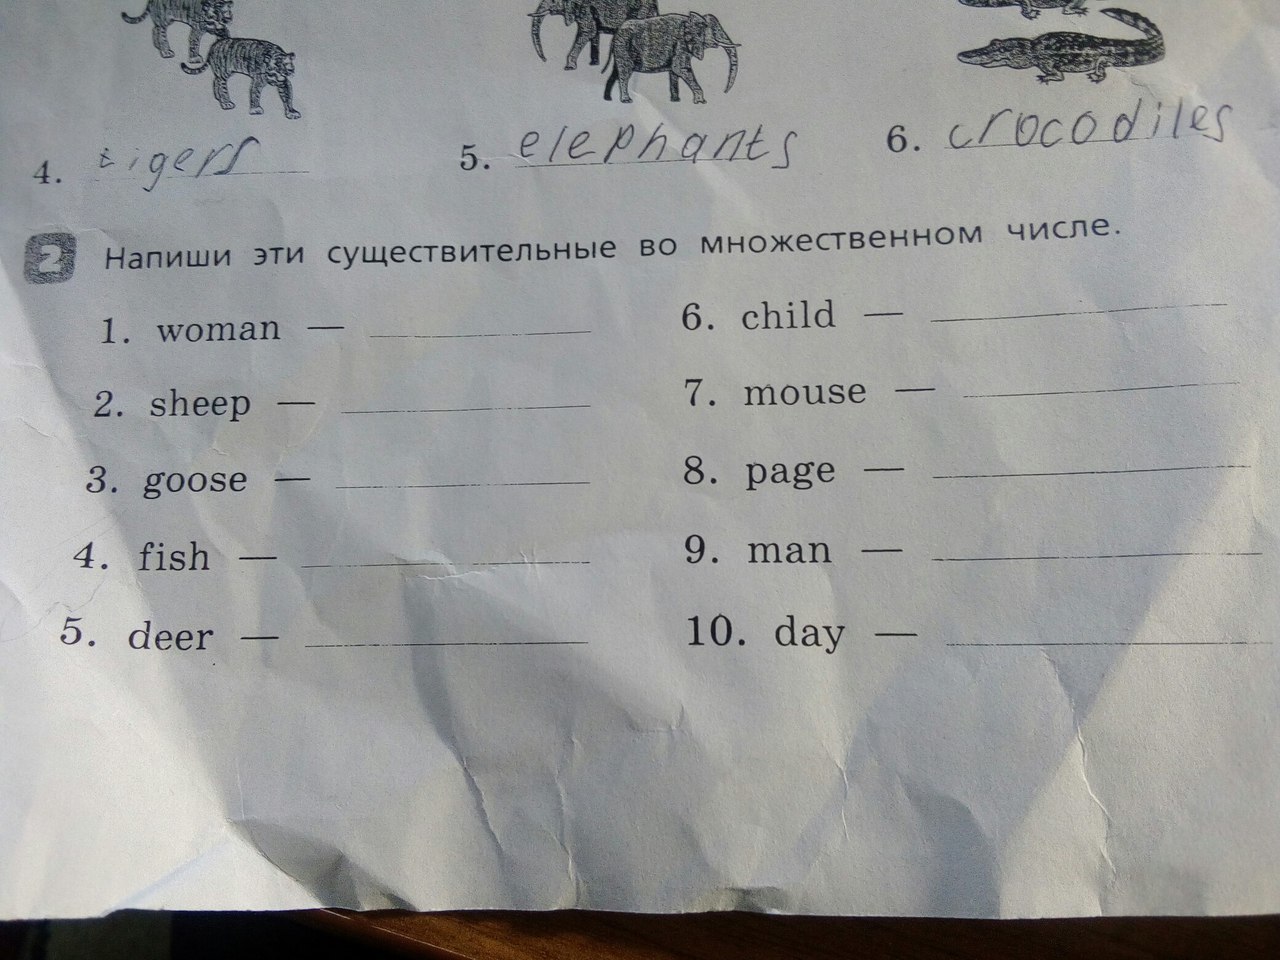 4. tigers 5. elephants 6. crocodiles
2 Напиши эти существительные во множественном числе.
1. woman — 6. child —
2. sheep — 7. mouse —
3. goose — 8. page —
4. fish — 9. man —
5. deer — 10. day —